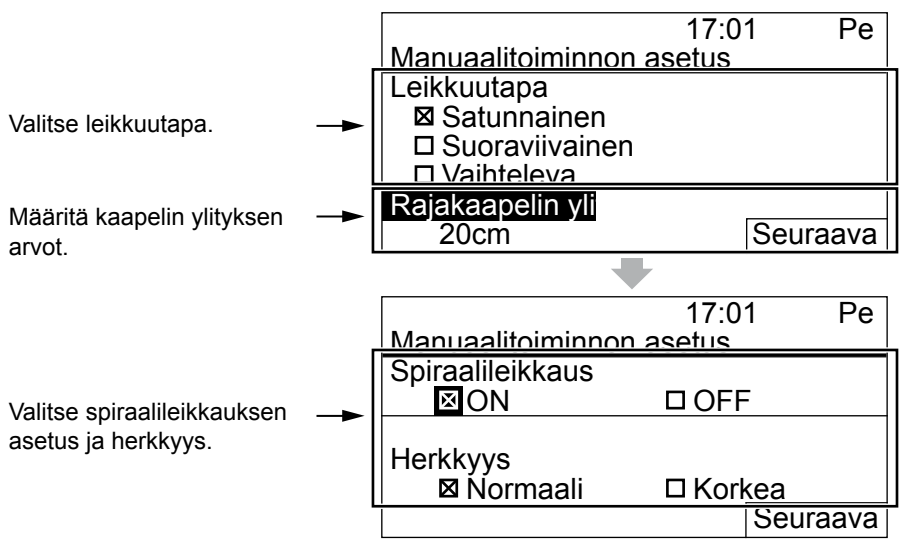 17:01 Pe
Manuaalitoiminnon asetus
Leikkuutapa
Valitse leikkuutapa.
Satunnainen
Suoraviivainen
Vaihteleva
Määritä kaapelin ylityksen
arvot.
Rajakaapelin yli
20cm
Seuraava
17:01 Pe
Manuaalitoiminnon asetus
Spiraalileikkaus
ON OFF
Valitse spiraalileikkauksen
asetus ja herkkyys.
Herkkyys
Normaali Korkea
Seuraava